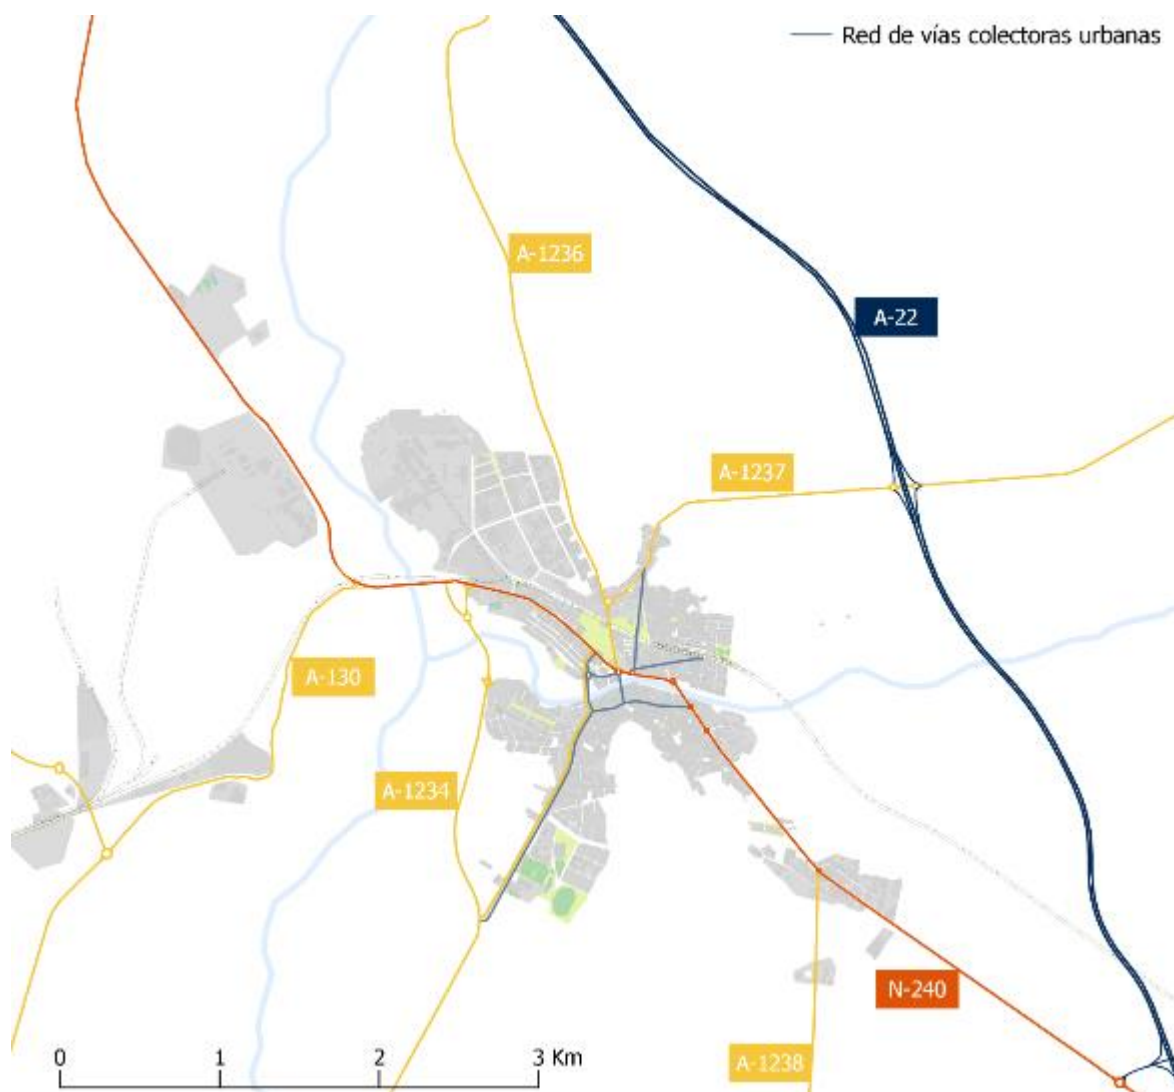 Red de vías colectoras urbanas
A-1236
A-22
A-1237
A-130
A-1234
N-240
0 1 2 3 Km
A-1238